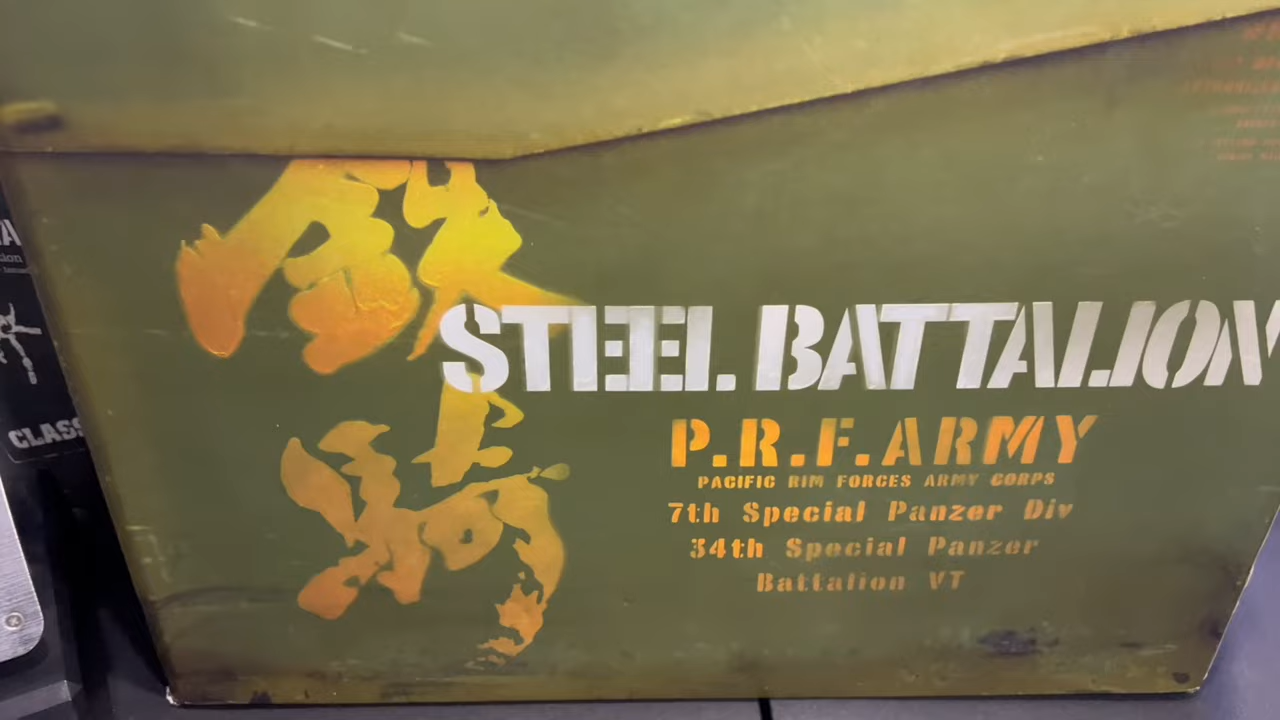 鉄騎
STEEL BATTALION
P.R.F. ARMY
PACIFIC RIM FORCES ARMY CORPS
7th Special Panzer Div
34th Special Panzer
Battalion VT
CLASS